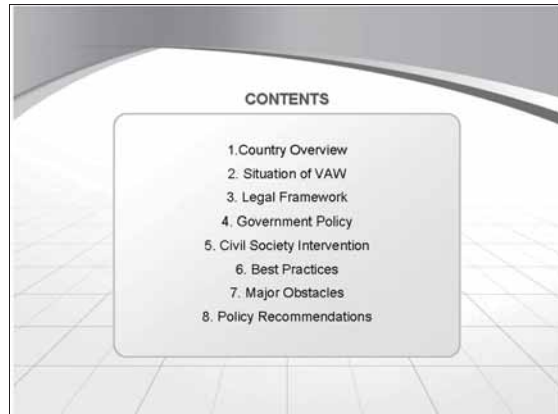 CONTENTS
1.Country Overview
2. Situation of VAW
3. Legal Framework
4. Government Policy
5. Civil Society Intervention
6. Best Practices
7. Major Obstacles
8. Policy Recommendations